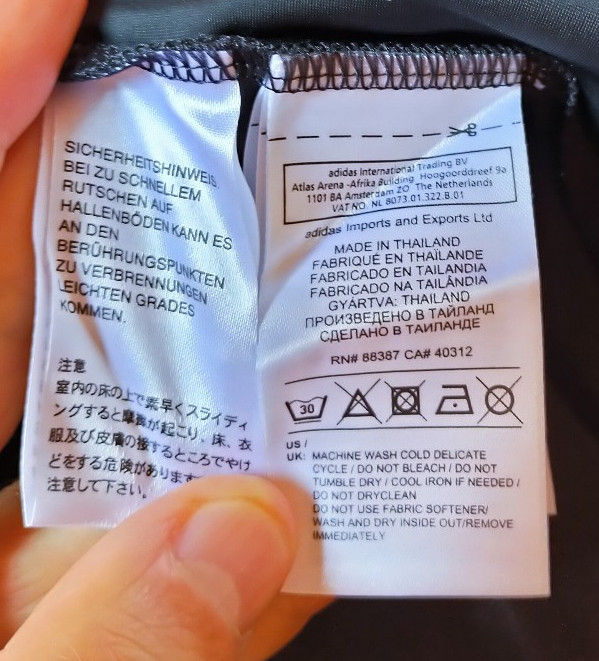 SICHERHEITSHINWEIS
BEI ZU SCHNELLEM
RUTSCHEN AUF
HALLENBÖDEN KANN ES
AN DEN
BERÜHRUNGSPUNKTEN
ZU VERBRENNUNGEN
LEICHTEN GRADES
KOMMEN.
注意
室内の床の上で素早くスライディ
ングすると摩擦が起こり、床、衣
服及び皮膚の接するところでやけ
どをする危険があります
注意して下さい。
adidas International Trading BV
Atlas Arena -Afrika Building Hoogoorddreef 9a
1101 BA Amsterdam ZO The Netherlands
VAT NO. NL 8073.01.322.B.01
adidas Imports and Exports Ltd
MADE IN THAILAND
FABRIQUÉ EN THAÏLANDE
FABRICADO EN TAILANDIA
FABRICADO NA TAILÂNDIA
GYÁRTVA: THAILAND
ПРОИЗВЕДЕНО В ТАЙЛАНД
СДЕЛАНО В ТАИЛАНДЕ
RN# 88387 CA# 40312
30
US /
UK: MACHINE WASH COLD DELICATE
CYCLE / DO NOT BLEACH / DO NOT
TUMBLE DRY / COOL IRON IF NEEDED /
DO NOT DRYCLEAN
DO NOT USE FABRIC SOFTENER/
WASH AND DRY INSIDE OUT/REMOVE
IMMEDIATELY